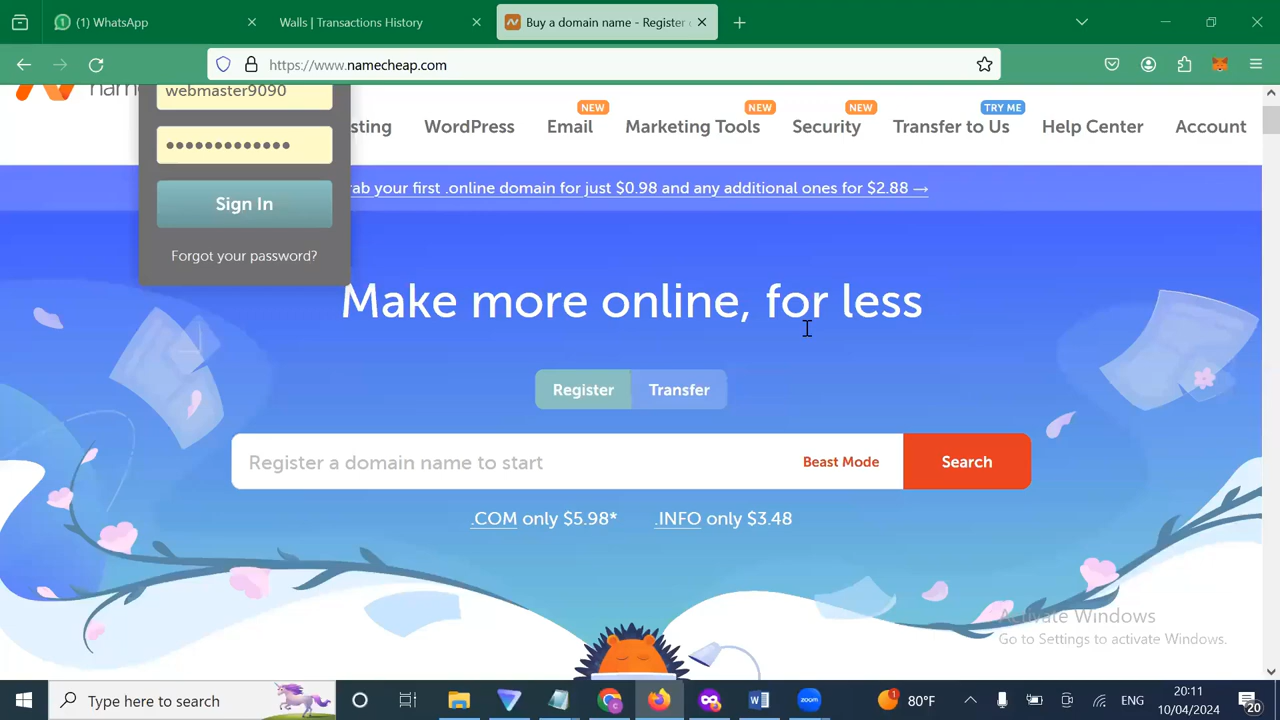 (1) WhatsApp
Walls | Transactions History
Buy a domain name - Register
https://www.namecheap.com
webmaster9090
●●●●●●●●●●●●●
Sign In
Forgot your password?
sting
WordPress
NEW
Email
NEW
Marketing Tools
NEW
Security
TRY ME
Transfer to Us
Help Center
Account
rab your first .online domain for just $0.98 and any additional ones for $2.88 →
Make more online, for less
Register
Transfer
Register a domain name to start
Beast Mode
Search
.COM only $5.98*
.INFO only $3.48
Activate Windows
Go to Settings to activate Windows.
Type here to search
80°F
ENG
20:11
10/04/2024
20